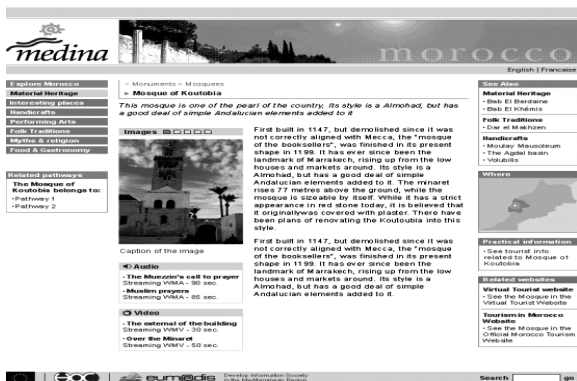 medina
morocco
English | Francaise
Explore Morocco
Material Heritage
Interesting places
Handicrafts
Performing Arts
Folk Traditions
Myths & religion
Food & Gastronomy
Related pathways
The Mosque of
Koutobia belongs to:
-Pathway 1
-Pathway 2
Monuments > Mosquees
Mosque of Koutobia
This mosque is one of the pearl of the country, its style is a Almohad, but has
a good deal of simple Andalucian elements added to it
Images
Caption of the image
Audio
- The Muezzin's call to prayer
Streaming WMA - 90 sec.
- Muslim prayers
Streaming WMA - 85 sec.
Video
- The external of the building
Streaming WMV - 30 sec.
- Over the Minaret
Streaming WMV - 50 sec.
First built in 1147, but demolished since it was
not correctly aligned with Mecca, the "mosque
of the booksellers", was finished in its present
shape in 1199. It has ever since been the
landmark of Marrakech, rising up from the low
houses and markets around. Its style is a
Almohad, but has a good deal of simple
Andalucian elements added to it. The minaret
rises 77 metres above the ground, while the
mosque is sizeable by itself. While it has a strict
appearance in red stone today, it is believed that
it originallywas covered with plaster. There have
been plans of renovating the Koutoubia into this
style.
First built in 1147, but demolished since it was
not correctly aligned with Mecca, the "mosque
of the booksellers", was finished in its present
shape in 1199. It has ever since been the
landmark of Marrakech, rising up from the low
houses and markets around. Its style is a
Almohad, but has a good deal of simple
Andalucian elements added to it.
See Also
Material Heritage
-Bab El Berdaine
-Bab El Khémis
Folk Traditions
-Dar el Makhzen
Handicrafts
-Moulay Mausoleum
-The Agdal basin
-Volubilis
Where
Practical information
-See tourist info
related to Mosque of
Koutobia
Related websites
Virtual Tourist website
-See the Mosque in the
Virtual Tourist Website
Tourism in Morocco
Website
-See the Mosque in the
Official Morocco Tourism
Website
eumedis
Develop Information Society
in the Mediterranean Region
Search
go